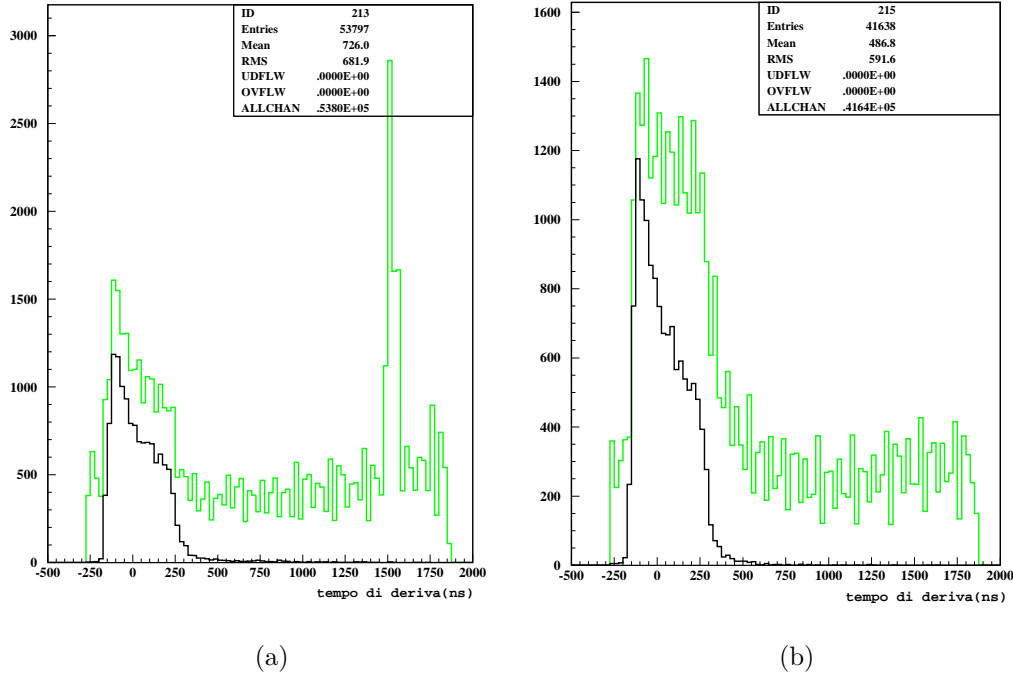 ID 213
Entries 53797
Mean 726.0
RMS 681.9
UDFLW .0000E+00
OVFLW .0000E+00
ALLCHAN .5380E+05
3000
2500
2000
1500
1000
500
0
-500 -250 0 250 500 750 1000 1250 1500 1750 2000
tempo di deriva(ns)
(a)
ID 215
Entries 41638
Mean 486.8
RMS 591.6
UDFLW .0000E+00
OVFLW .0000E+00
ALLCHAN .4164E+05
1600
1400
1200
1000
800
600
400
200
0
-500 -250 0 250 500 750 1000 1250 1500 1750 2000
tempo di deriva(ns)
(b)